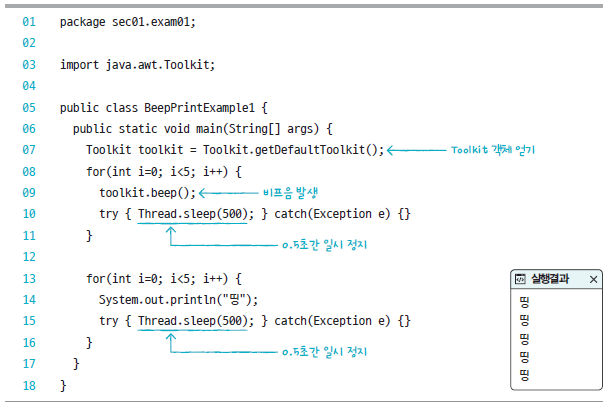 01 package sec01.exam01;
02
03 import java.awt.Toolkit;
04
05 public class BeepPrintExample1 {
06 public static void main(String[] args) {
07 Toolkit toolkit = Toolkit.getDefaultToolkit(); Toolkit 객체 얻기
08 for(int i=0; i<5; i++) {
09 toolkit.beep(); 비프음 발생
10 try { Thread.sleep(500); } catch(Exception e) {}
11 }
0.5초간 일시 정지
12
13 for(int i=0; i<5; i++) {
14 System.out.println("띵");
15 try { Thread.sleep(500); } catch(Exception e) {}
16 }
0.5초간 일시 정지
17 }
18 }
실행결과
띵
띵
띵
띵
띵